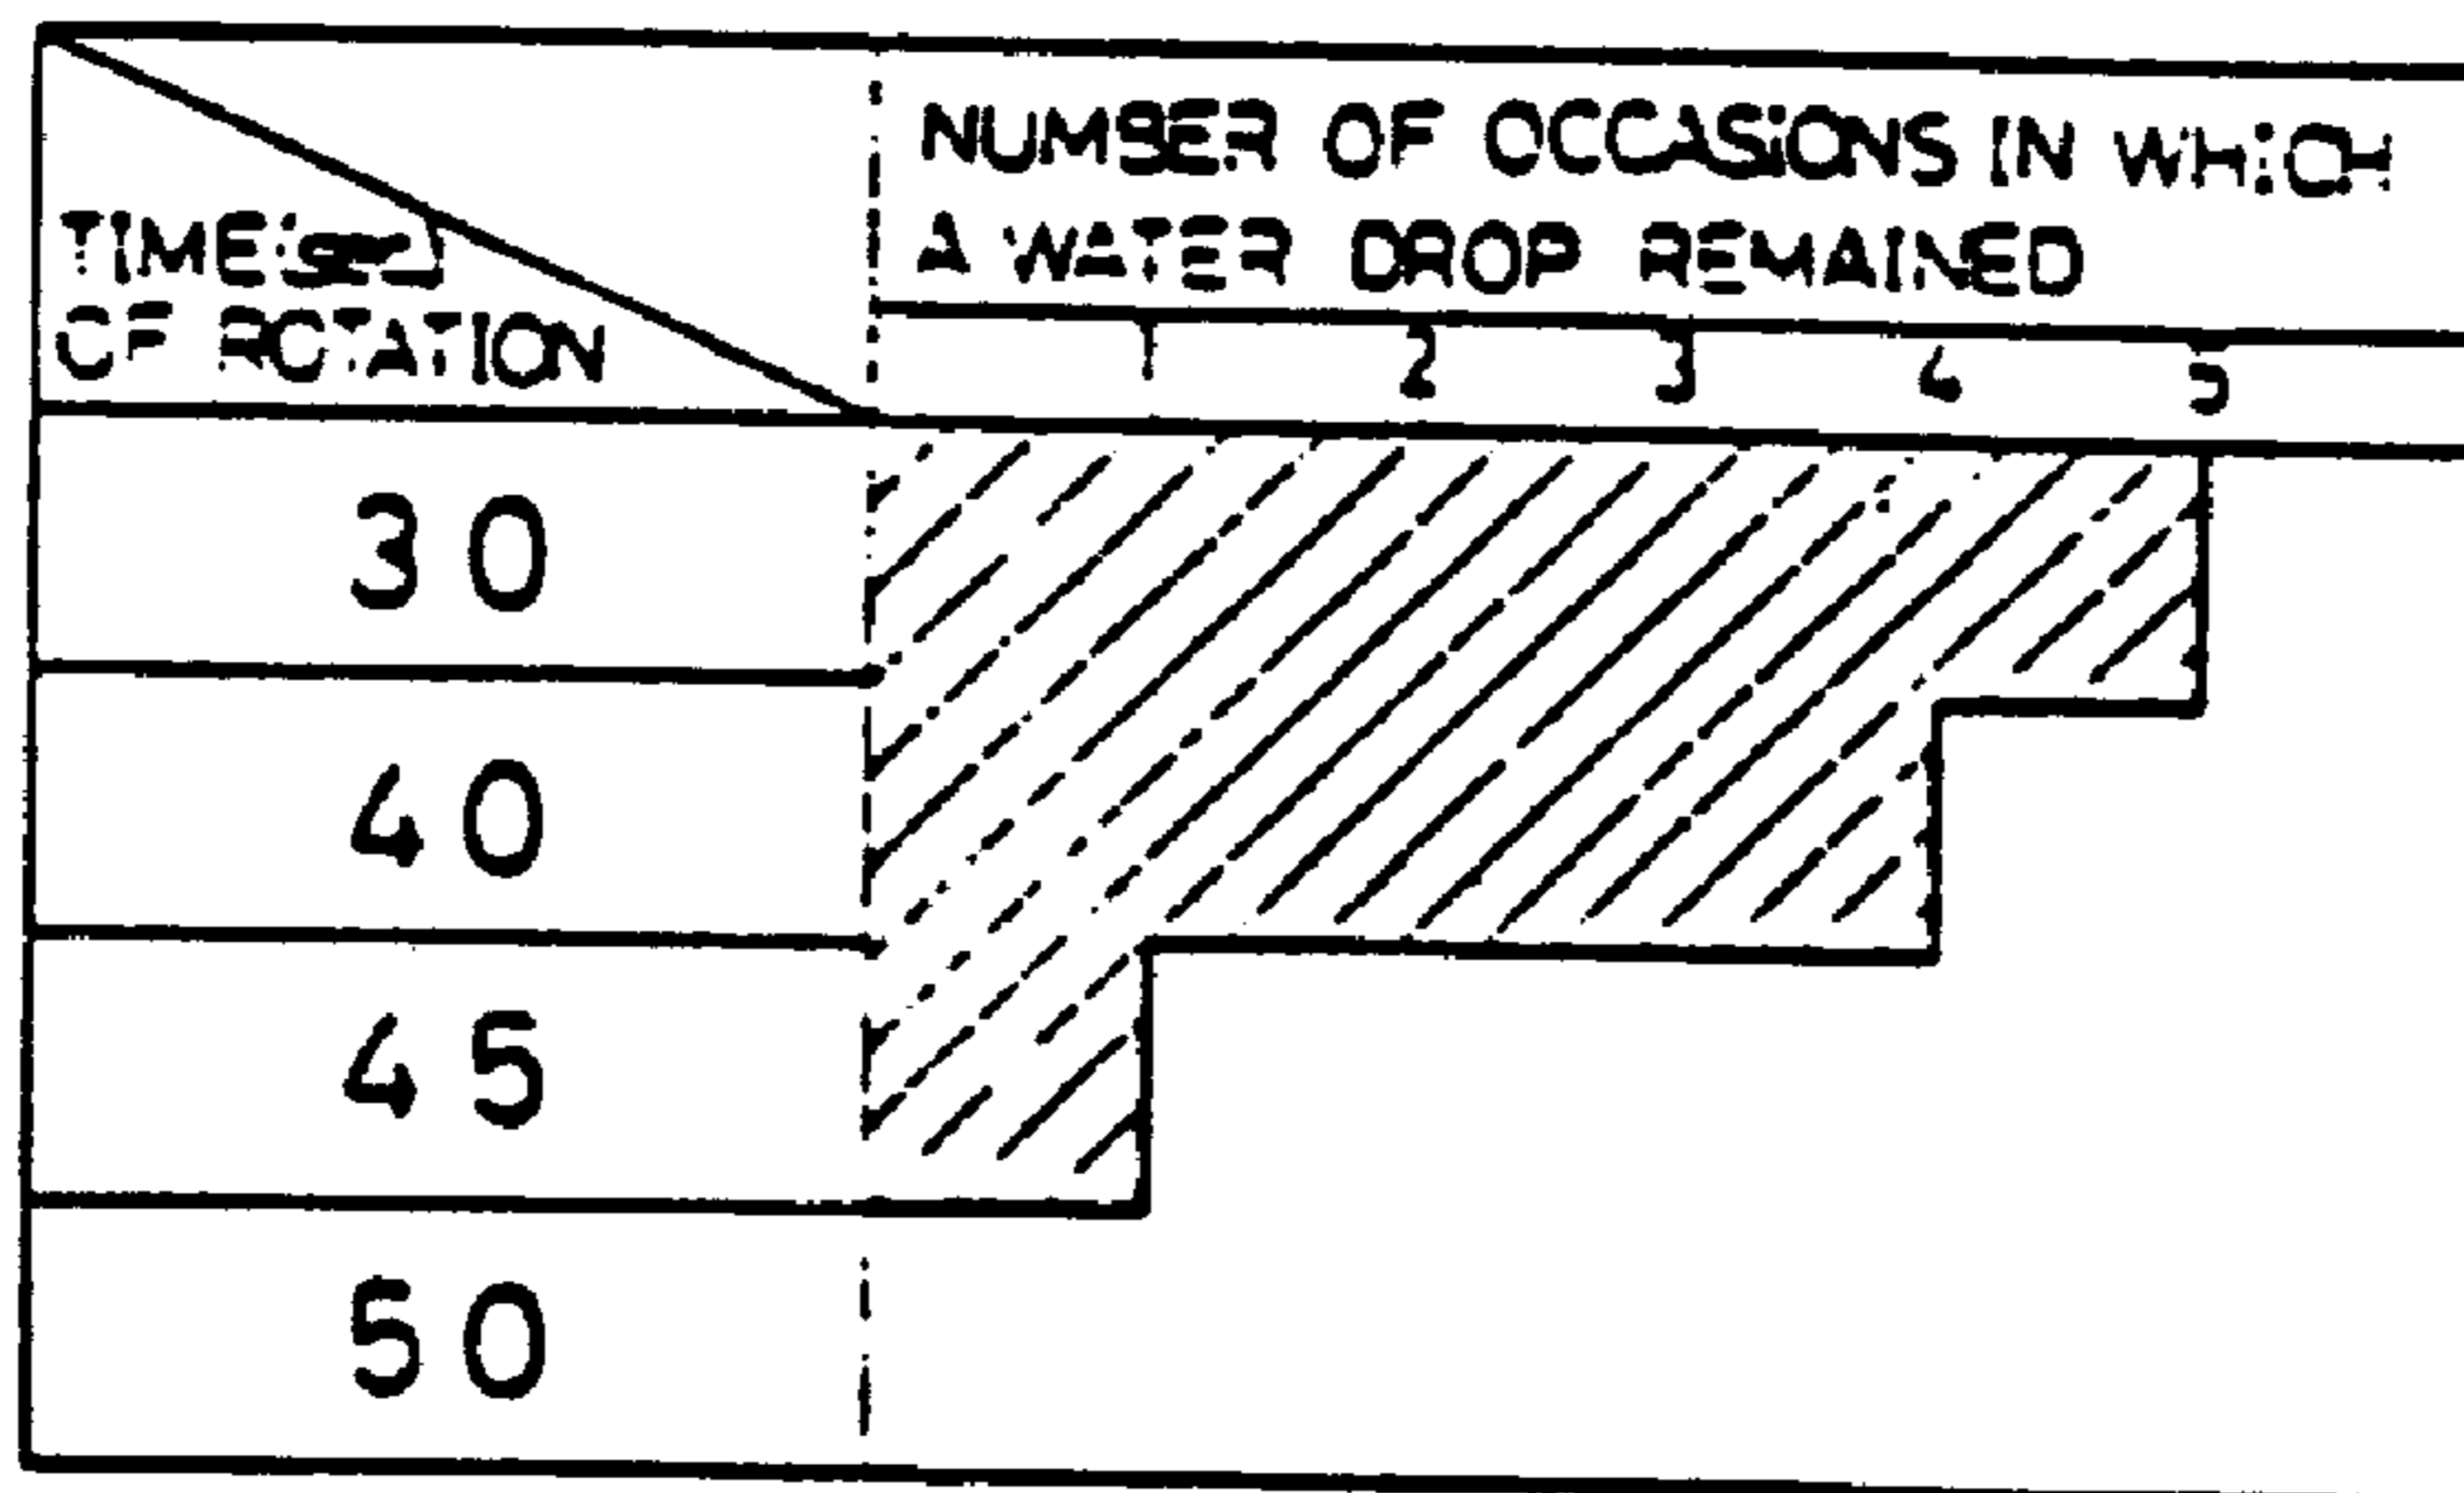 NUMBER OF OCCASIONS IN WHICH
A WATER DROP REMAINED
TIME(sec)
OF ROTATION
1 2 3 4 5
30
40
45
50